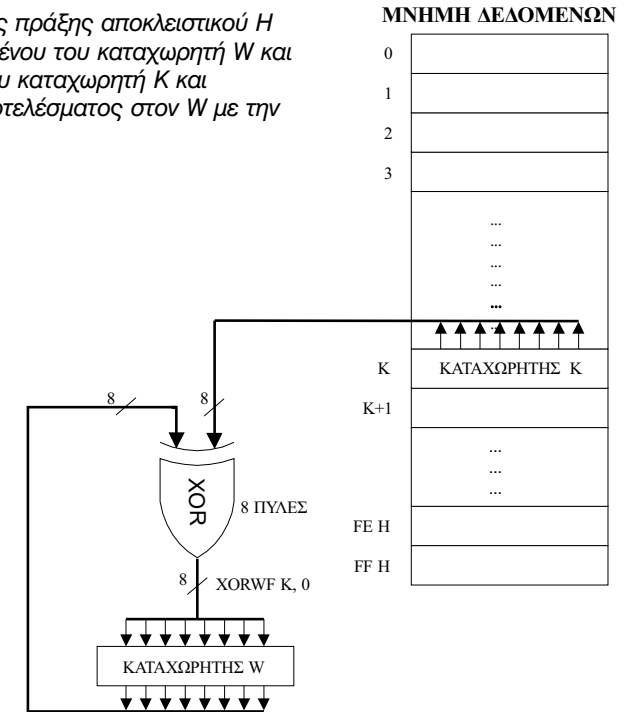 ς πράξης αποκλειστικού Η
ένου του καταχωρητή W και
υ καταχωρητή Κ και
οτελέσματος στον W με την
ΜΝΗΜΗ ΔΕΔΟΜΕΝΩΝ
0
1
2
3
...
...
...
...
...
...
Κ ΚΑΤΑΧΩΡΗΤΗΣ Κ
Κ+1
...
...
...
FE H
FF H
8 8
XOR
8 ΠΥΛΕΣ
8 XORWF K, 0
ΚΑΤΑΧΩΡΗΤΗΣ W